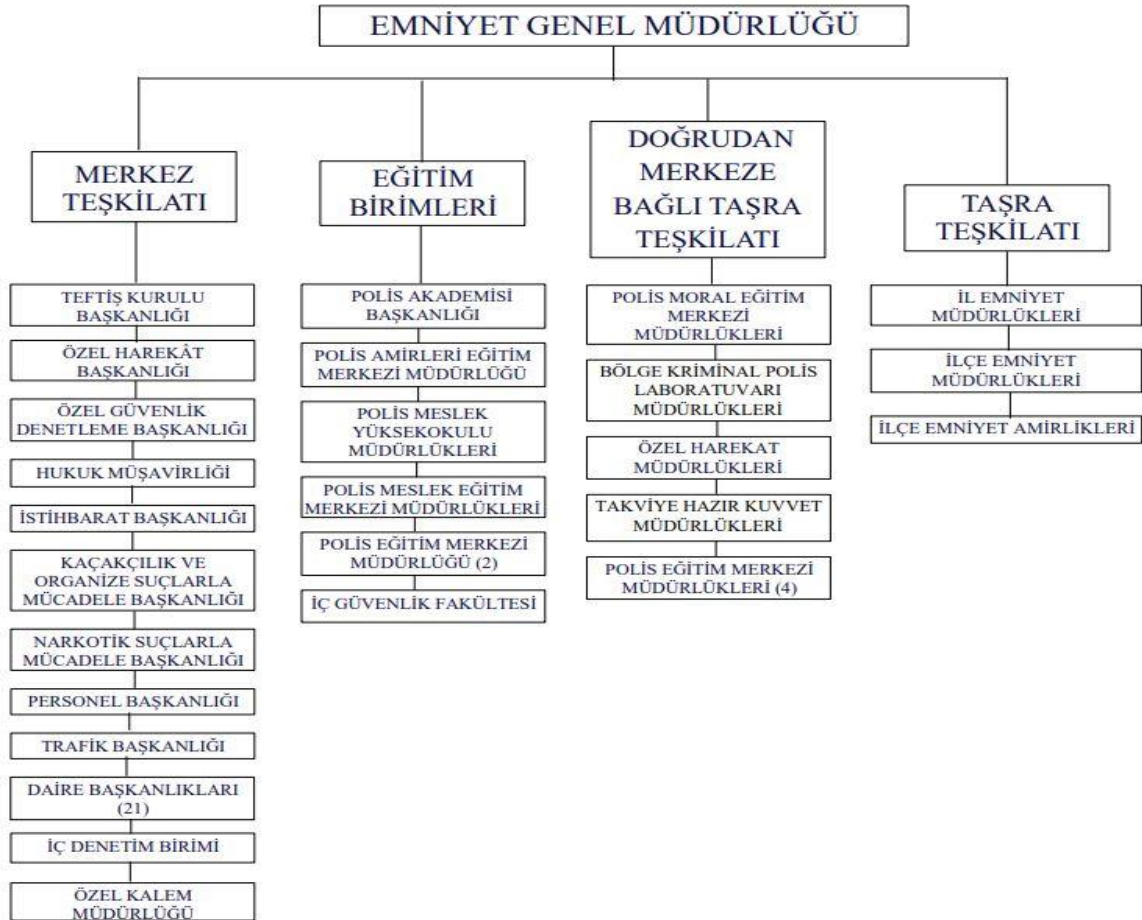 EMNİYET GENEL MÜDÜRLÜĞÜ
MERKEZ
TEŞKİLATI
TEFTİŞ KURULU
BAŞKANLIĞI
ÖZEL HAREKÂT
BAŞKANLIĞI
ÖZEL GÜVENLİK
DENETLEME BAŞKANLIĞI
HUKUK MÜŞAVİRLİĞİ
İSTİHBARAT BAŞKANLIĞI
KAÇAKÇILIK VE
ORGANİZE SUÇLARLA
MÜCADELE BAŞKANLIĞI
NARKOTİK SUÇLARLA
MÜCADELE BAŞKANLIĞI
PERSONEL BAŞKANLIĞI
TRAFİK BAŞKANLIĞI
DAİRE BAŞKANLIKLARI
(21)
İÇ DENETİM BİRİMİ
ÖZEL KALEM
MÜDÜRLÜĞÜ
EĞİTİM
BİRİMLERİ
POLİS AKADEMİSİ
BAŞKANLIĞI
POLİS AMİRLERİ EĞİTİM
MERKEZİ MÜDÜRLÜĞÜ
POLİS MESLEK
YÜKSEKOKULU
MÜDÜRLÜKLERİ
POLİS MESLEK EĞİTİM
MERKEZİ MÜDÜRLÜKLERİ
POLİS EĞİTİM MERKEZİ
MÜDÜRLÜĞÜ (2)
İÇ GÜVENLİK FAKÜLTESİ
DOĞRUDAN
MERKEZE
BAĞLI TAŞRA
TEŞKİLATI
POLİS MORAL EĞİTİM
MERKEZİ
MÜDÜRLÜKLERİ
BÖLGE KRİMİNAL POLİS
LABORATUVARI
MÜDÜRLÜKLERİ
ÖZEL HAREKAT
MÜDÜRLÜKLERİ
TAKVİYE HAZIR KUVVET
MÜDÜRLÜKLERİ
POLİS EĞİTİM MERKEZİ
MÜDÜRLÜKLERİ (4)
TAŞRA
TEŞKİLATI
İL EMNİYET
MÜDÜRLÜKLERİ
İLÇE EMNİYET
MÜDÜRLÜKLERİ
İLÇE EMNİYET AMİRLİKLERİ